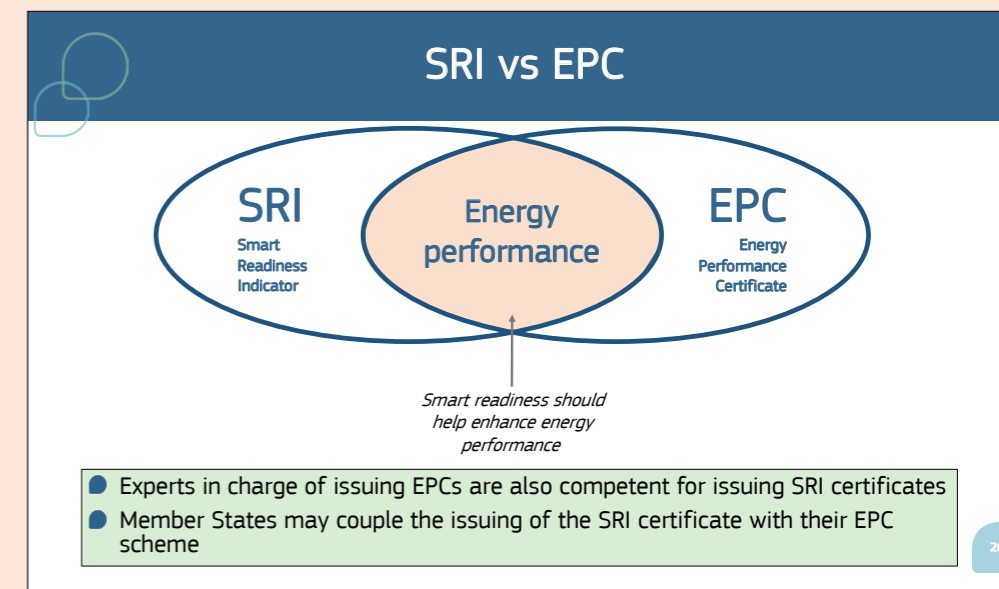 SRI vs EPC
SRI
Smart
Readiness
Indicator
Energy
performance
EPC
Energy
Performance
Certificate
Smart readiness should
help enhance energy
performance
Experts in charge of issuing EPCs are also competent for issuing SRI certificates
Member States may couple the issuing of the SRI certificate with their EPC
scheme